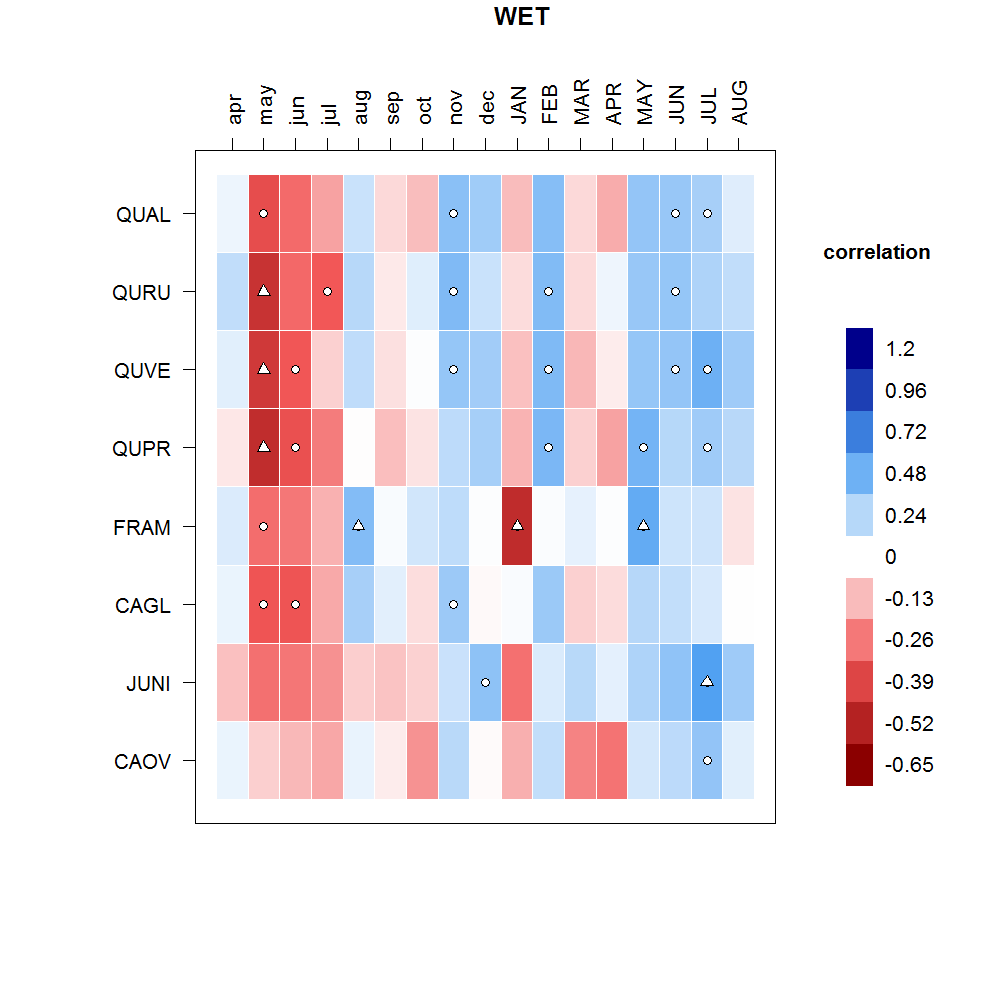 WET
apr may jun jul aug sep oct nov dec JAN FEB MAR APR MAY JUN JUL AUG
QUAL
QURU
QUVE
QUPR
FRAM
CAGL
JUNI
CAOV
correlation
1.2
0.96
0.72
0.48
0.24
0
-0.13
-0.26
-0.39
-0.52
-0.65